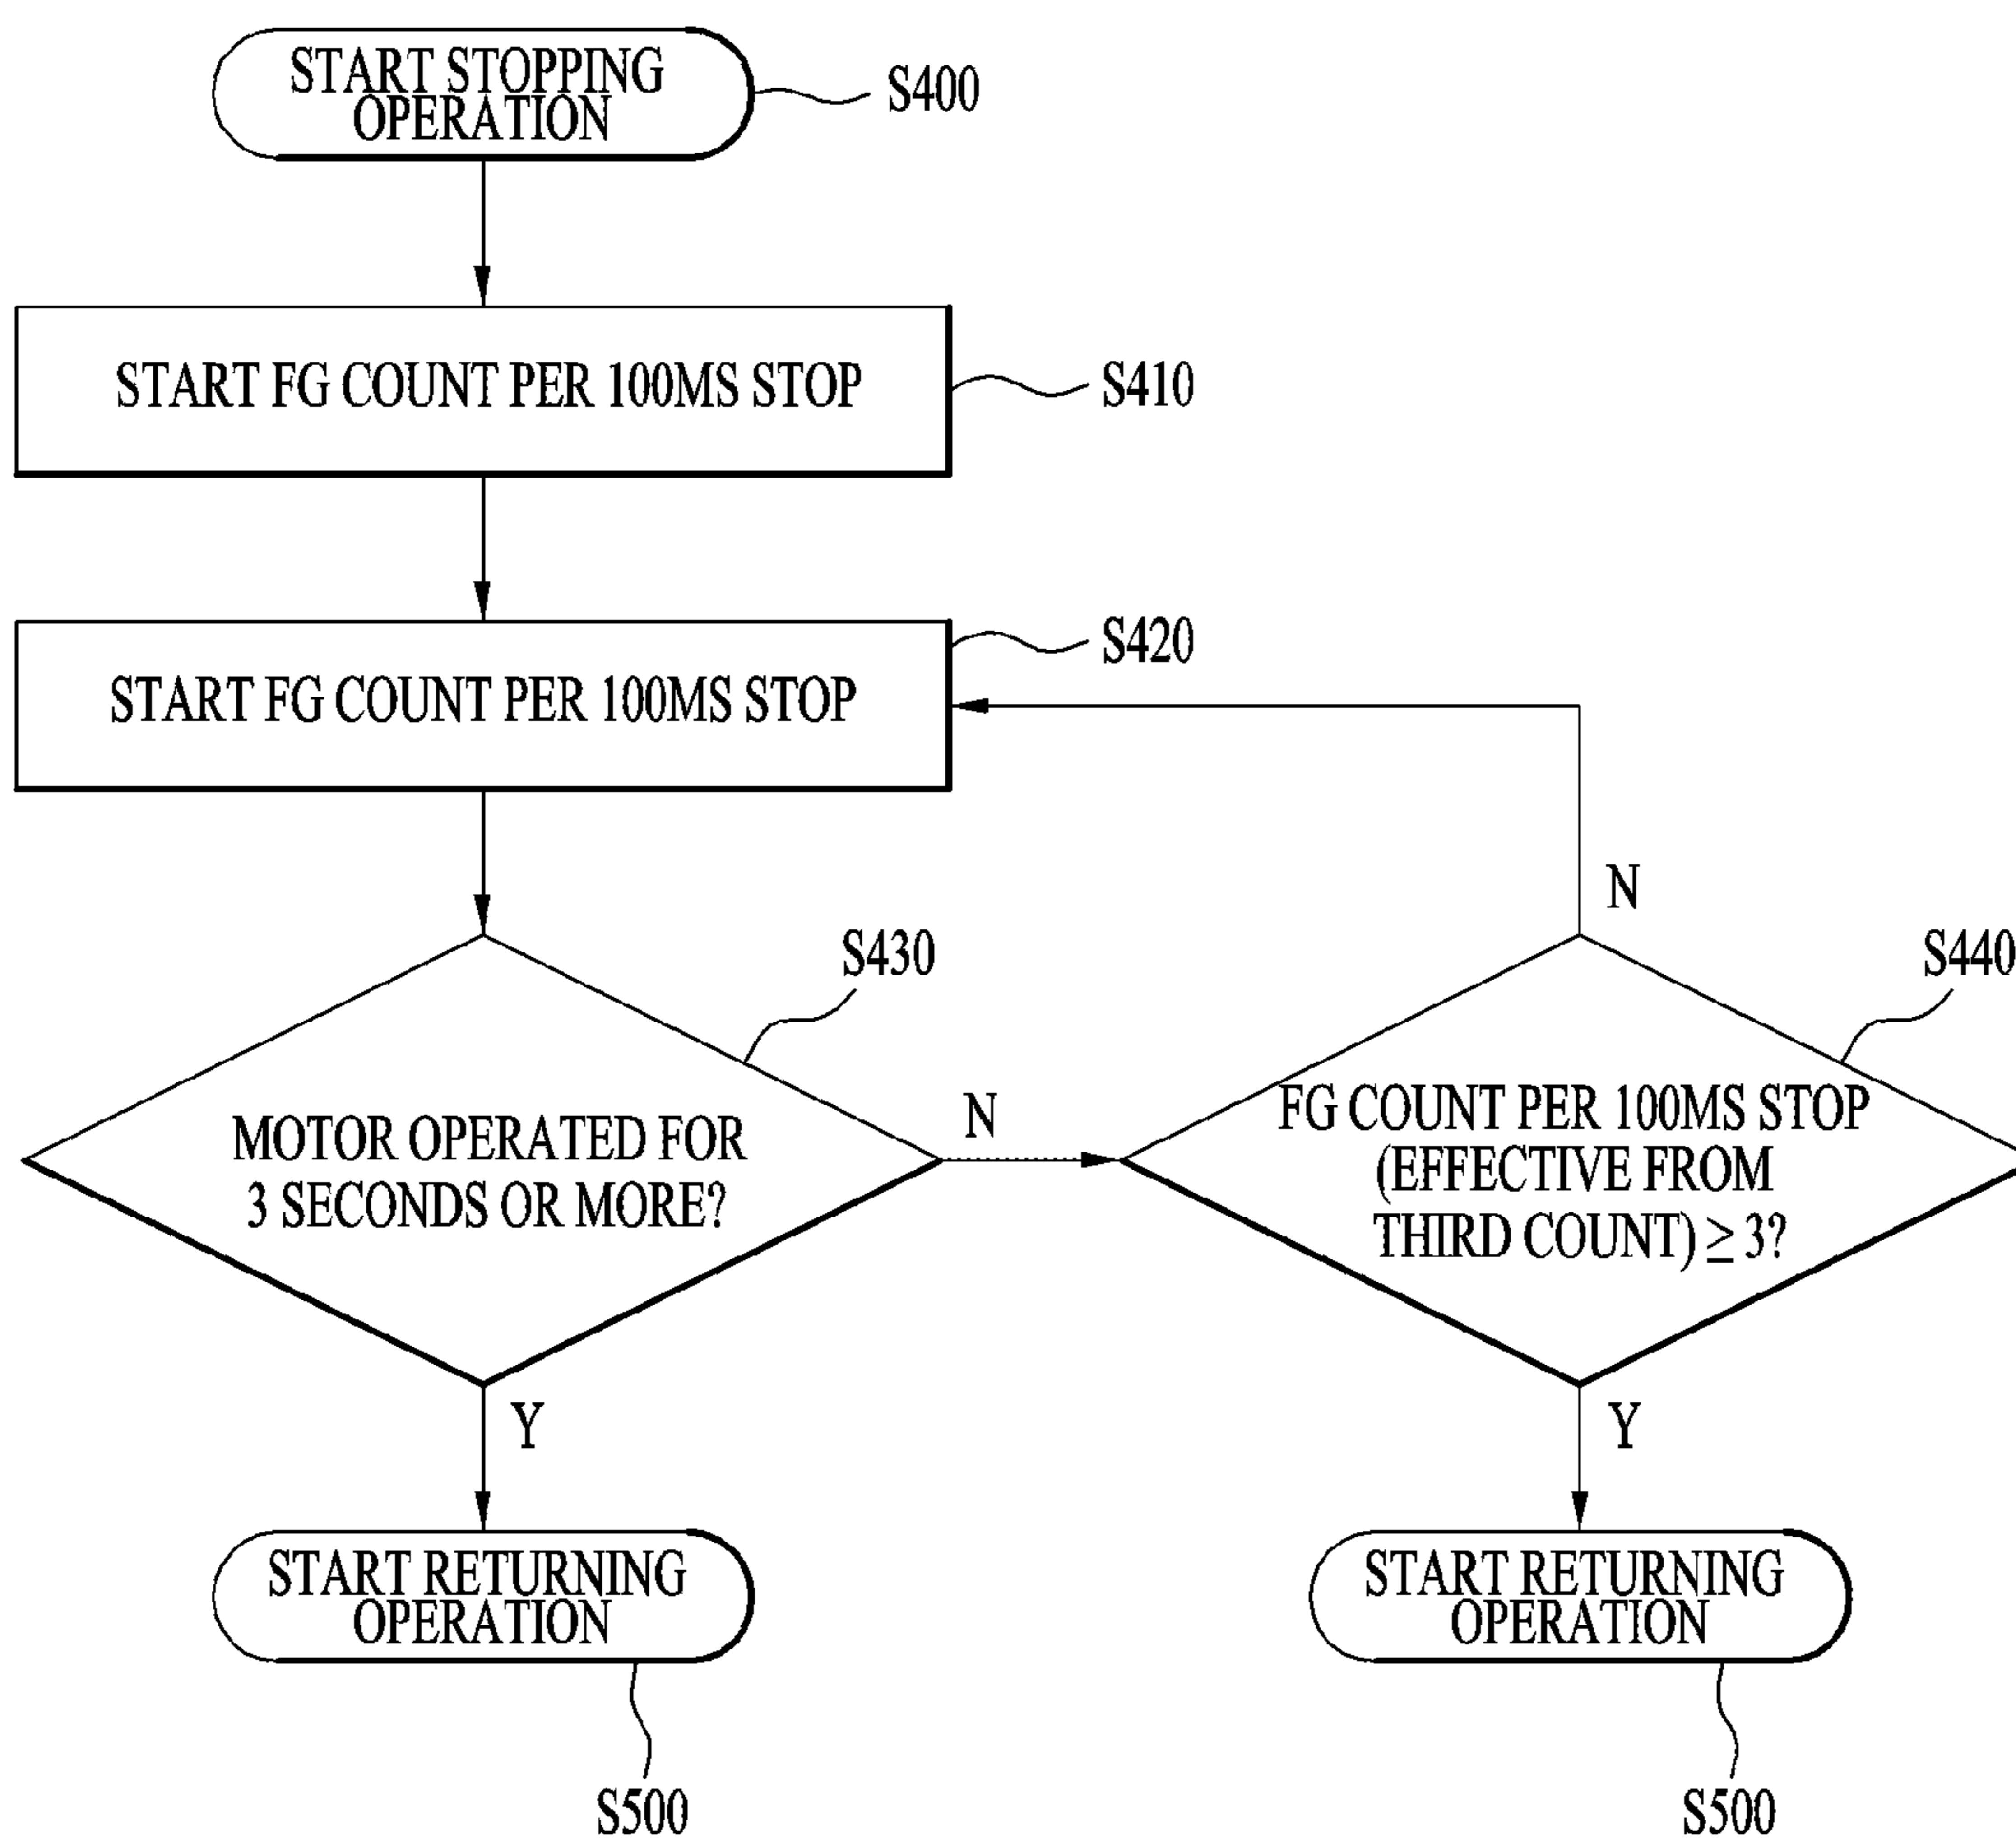 START STOPPING
OPERATION
S400
START FG COUNT PER 100MS STOP
S410
START FG COUNT PER 100MS STOP
S420
MOTOR OPERATED FOR
3 SECONDS OR MORE?
S430
N
Y
FG COUNT PER 100MS STOP
(EFFECTIVE FROM
THIRD COUNT) ≥ 3?
S440
N
Y
START RETURNING
OPERATION
S500
START RETURNING
OPERATION
S500